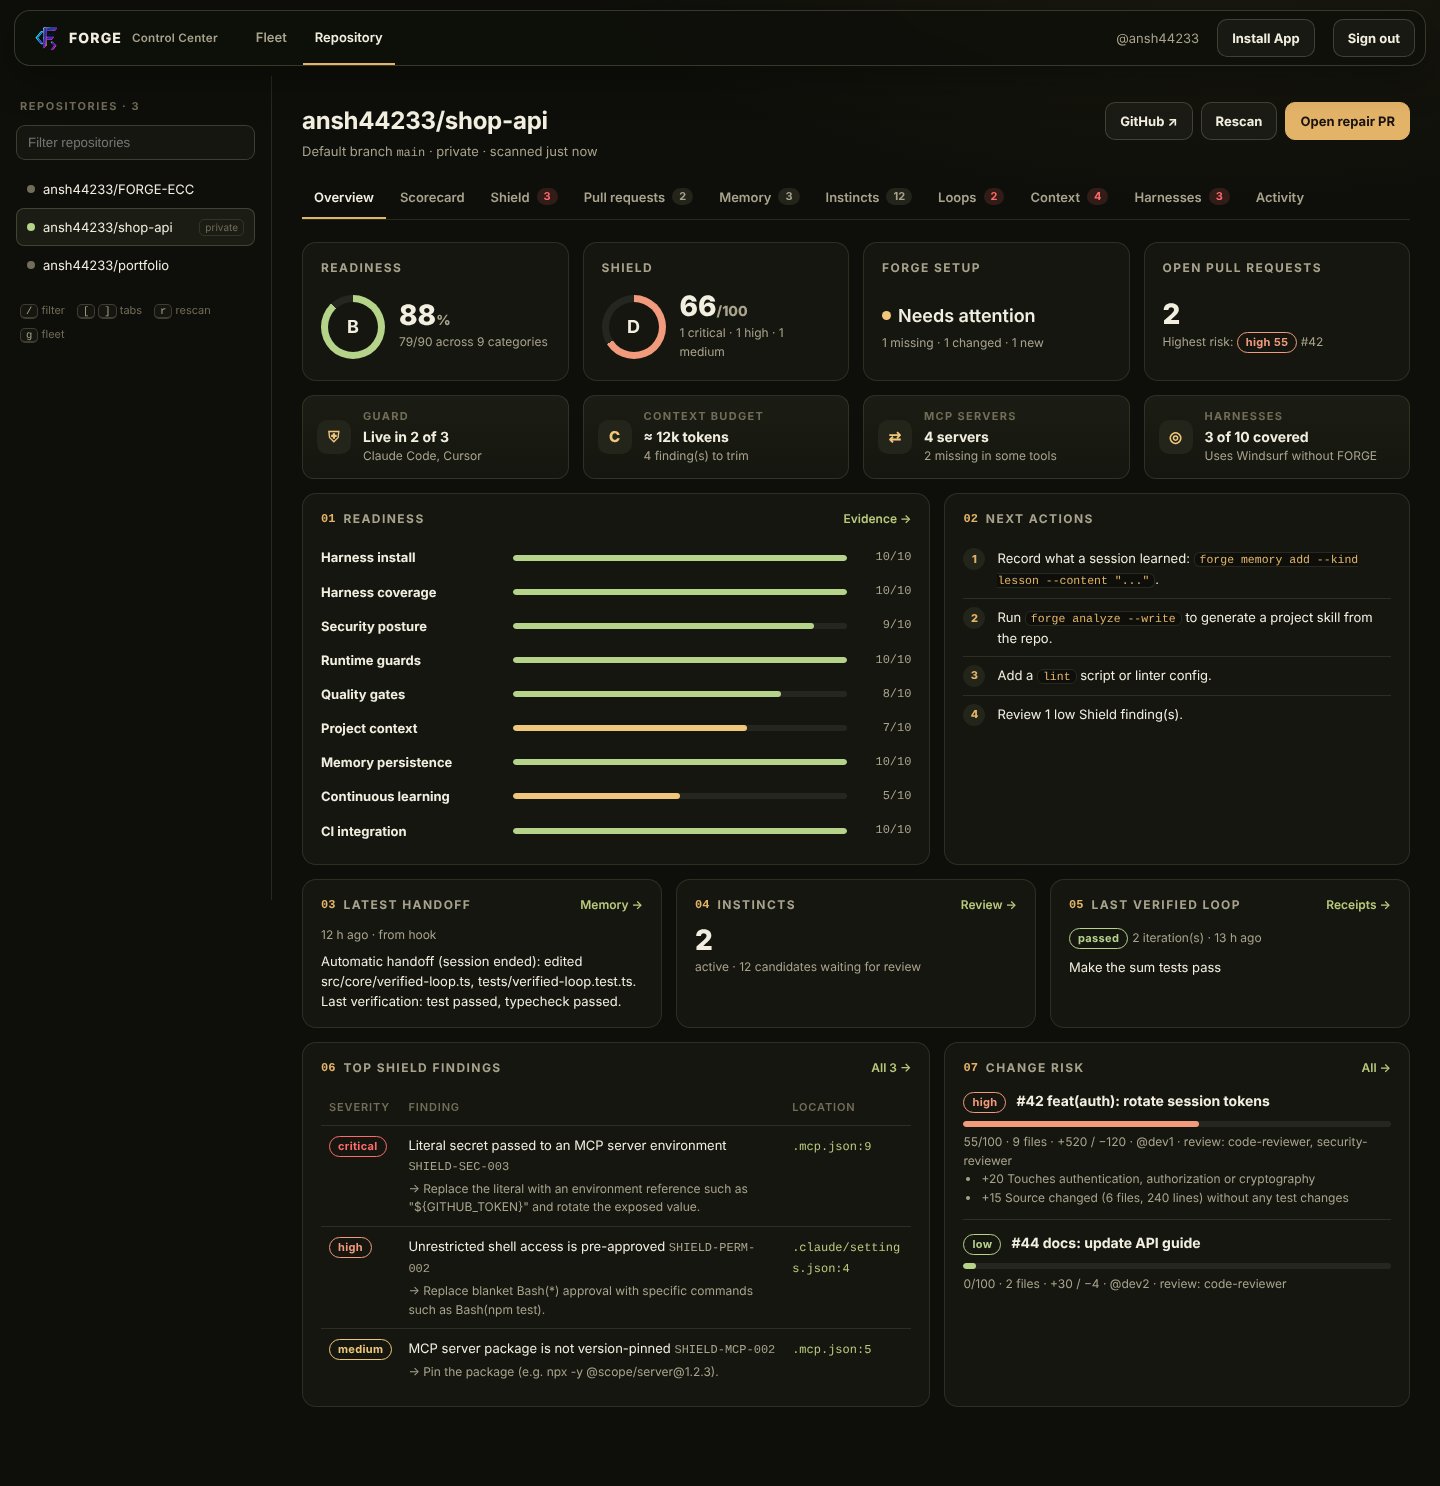 FORGE Control Center Fleet Repository @ansh44233 Install App Sign out
REPOSITORIES · 3
Filter repositories
ansh44233/FORGE-ECC
ansh44233/shop-api private
ansh44233/portfolio
/ filter [ ] tabs r rescan
g fleet
ansh44233/shop-api
Default branch main · private · scanned just now
GitHub ↗ Rescan Open repair PR
Overview Scorecard Shield 3 Pull requests 2 Memory 3 Instincts 12 Loops 2 Context 4 Harnesses 3 Activity
READINESS
B
88%
79/90 across 9 categories
SHIELD
D
66/100
1 critical · 1 high · 1
medium
FORGE SETUP
Needs attention
1 missing · 1 changed · 1 new
OPEN PULL REQUESTS
2
Highest risk: high 55 #42
GUARD
Live in 2 of 3
Claude Code, Cursor
C
CONTEXT BUDGET
≈ 12k tokens
4 finding(s) to trim
⇄
MCP SERVERS
4 servers
2 missing in some tools
◎
HARNESSES
3 of 10 covered
Uses Windsurf without FORGE
01 READINESS Evidence →
Harness install 10/10
Harness coverage 10/10
Security posture 9/10
Runtime guards 10/10
Quality gates 8/10
Project context 7/10
Memory persistence 10/10
Continuous learning 5/10
CI integration 10/10
02 NEXT ACTIONS
1 Record what a session learned: forge memory add --kind
lesson --content "..." .
2 Run forge analyze --write to generate a project skill from
the repo.
3 Add a lint script or linter config.
4 Review 1 low Shield finding(s).
03 LATEST HANDOFF Memory →
12 h ago · from hook
Automatic handoff (session ended): edited
src/core/verified-loop.ts, tests/verified-loop.test.ts.
Last verification: test passed, typecheck passed.
04 INSTINCTS Review →
2
active · 12 candidates waiting for review
05 LAST VERIFIED LOOP Receipts →
passed 2 iteration(s) · 13 h ago
Make the sum tests pass
06 TOP SHIELD FINDINGS All 3 →
SEVERITY FINDING LOCATION
critical Literal secret passed to an MCP server environment .mcp.json:9
SHIELD-SEC-003
→ Replace the literal with an environment reference such as
"${GITHUB_TOKEN}" and rotate the exposed value.
high Unrestricted shell access is pre-approved SHIELD-PERM- .claude/setting
002 s.json:4
→ Replace blanket Bash(*) approval with specific commands
such as Bash(npm test).
medium MCP server package is not version-pinned SHIELD-MCP-002 .mcp.json:5
→ Pin the package (e.g. npx -y @scope/server@1.2.3).
07 CHANGE RISK All →
high #42 feat(auth): rotate session tokens
55/100 · 9 files · +520 / −120 · @dev1 · review: code-reviewer, security-
reviewer
• +20 Touches authentication, authorization or cryptography
• +15 Source changed (6 files, 240 lines) without any test changes
low #44 docs: update API guide
0/100 · 2 files · +30 / −4 · @dev2 · review: code-reviewer